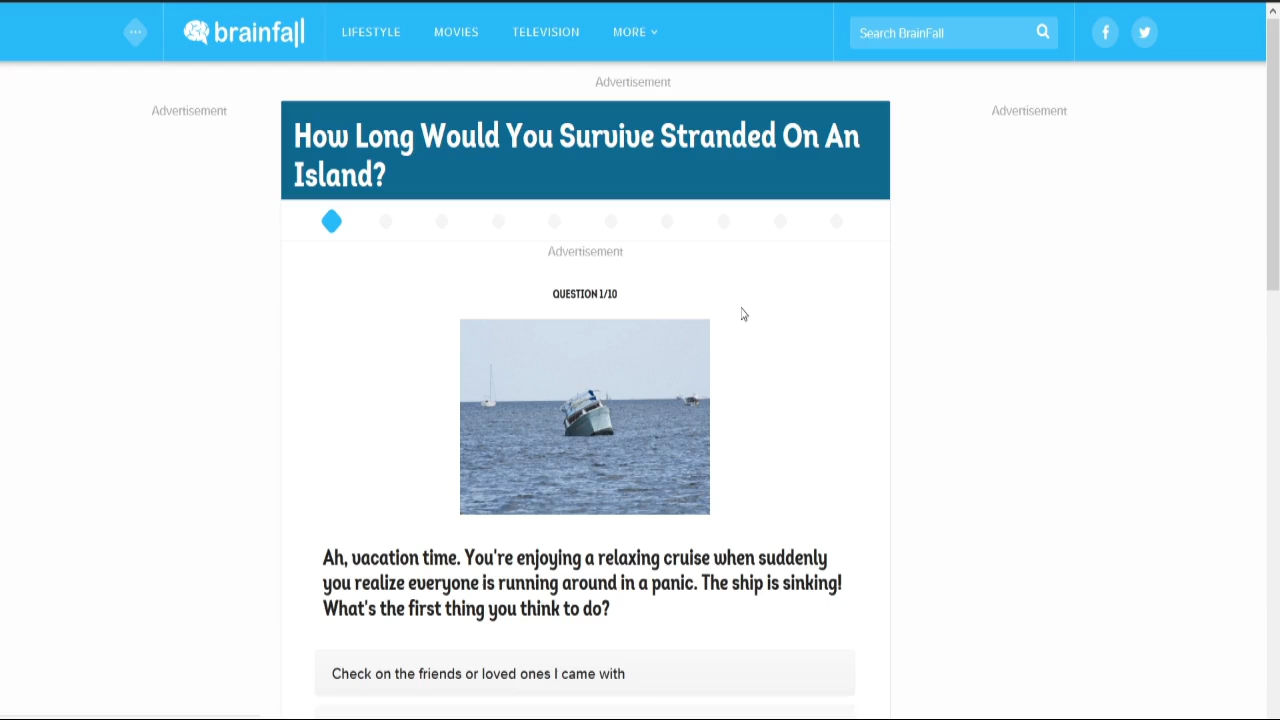 brainfall
LIFESTYLE
MOVIES
TELEVISION
MORE
Search BrainFall
Advertisement
Advertisement
Advertisement
How Long Would You Survive Stranded On An
Island?
Advertisement
QUESTION 1/10
Ah, vacation time. You're enjoying a relaxing cruise when suddenly
you realize everyone is running around in a panic. The ship is sinking!
What's the first thing you think to do?
Check on the friends or loved ones I came with